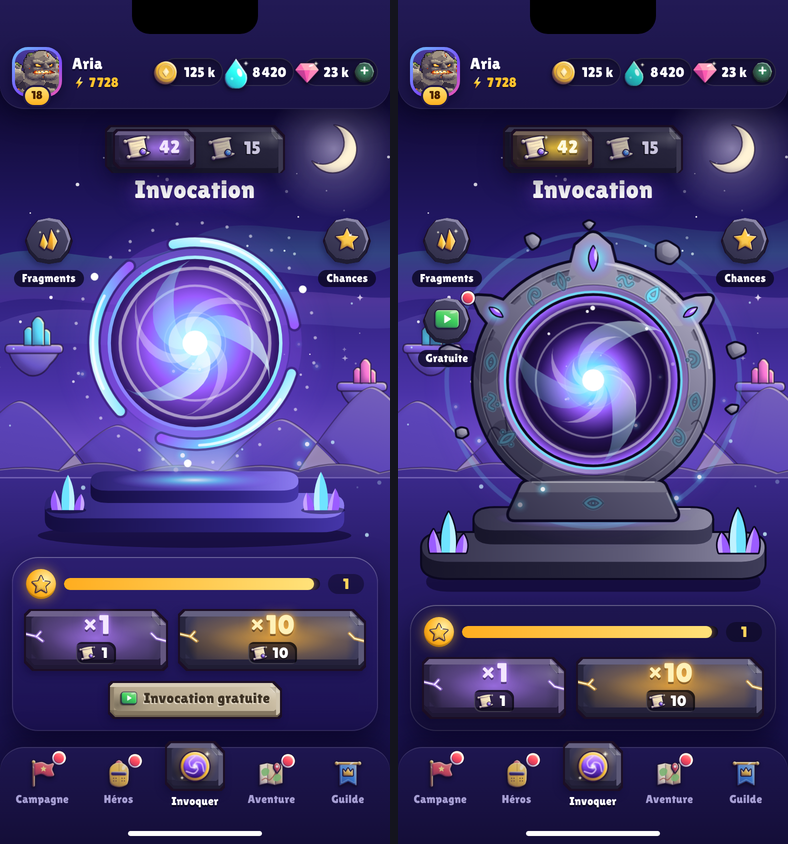 Aria
7728
125 k
8420
23 k
+
18
42
15
Invocation
Fragments
Chances
1
×1
1
×10
10
Invocation gratuite
Campagne
Héros
Invoquer
Aventure
Guilde
Aria
7728
125 k
8420
23 k
+
18
42
15
Invocation
Fragments
Chances
Gratuite
1
×1
1
×10
10
Campagne
Héros
Invoquer
Aventure
Guilde